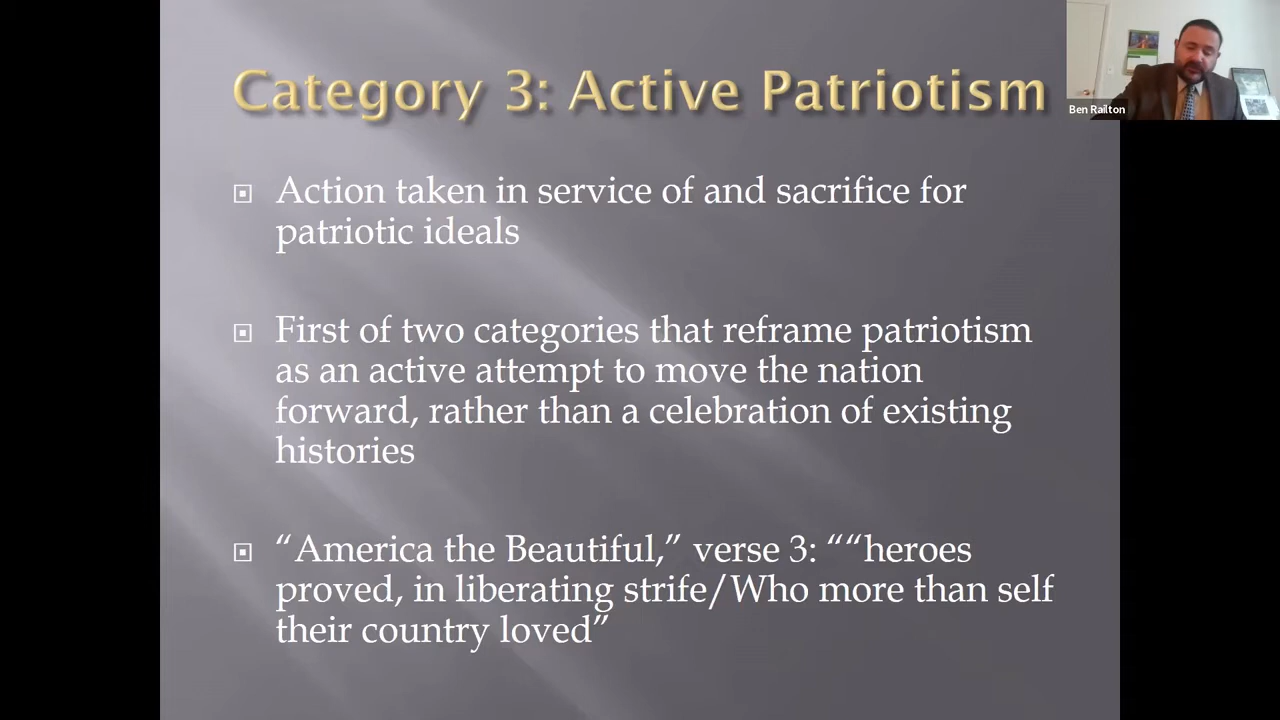 Category 3: Active Patriotism
Ben Railton
Action taken in service of and sacrifice for
patriotic ideals
First of two categories that reframe patriotism
as an active attempt to move the nation
forward, rather than a celebration of existing
histories
“America the Beautiful,” verse 3: ““heroes
proved, in liberating strife/Who more than self
their country loved”